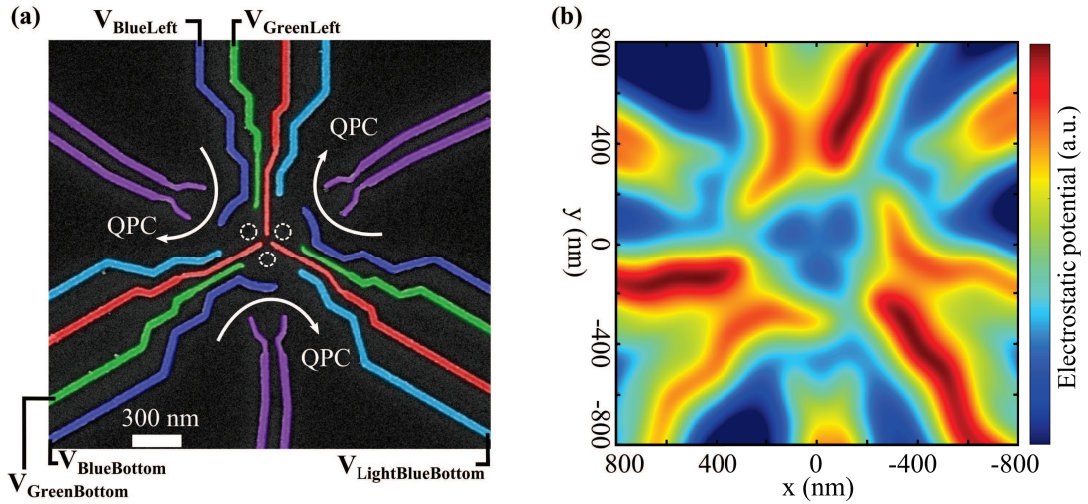 (a)
V_BlueLeft
V_GreenLeft
QPC
QPC
QPC
300 nm
V_BlueBottom
V_GreenBottom
V_LightBlueBottom
(b)
800
400
0
-400
-800
y (nm)
800 400 0 -400 -800
x (nm)
Electrostatic potential (a.u.)